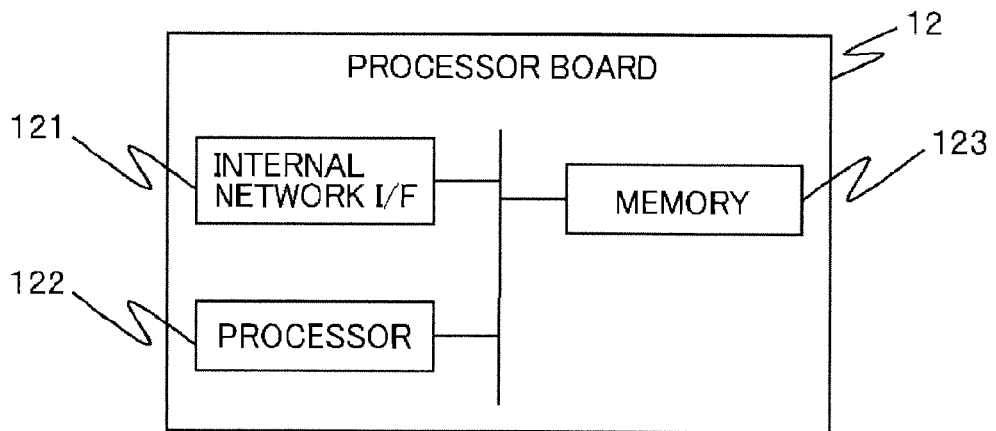 12
PROCESSOR BOARD
121
INTERNAL
NETWORK I/F
123
MEMORY
122
PROCESSOR